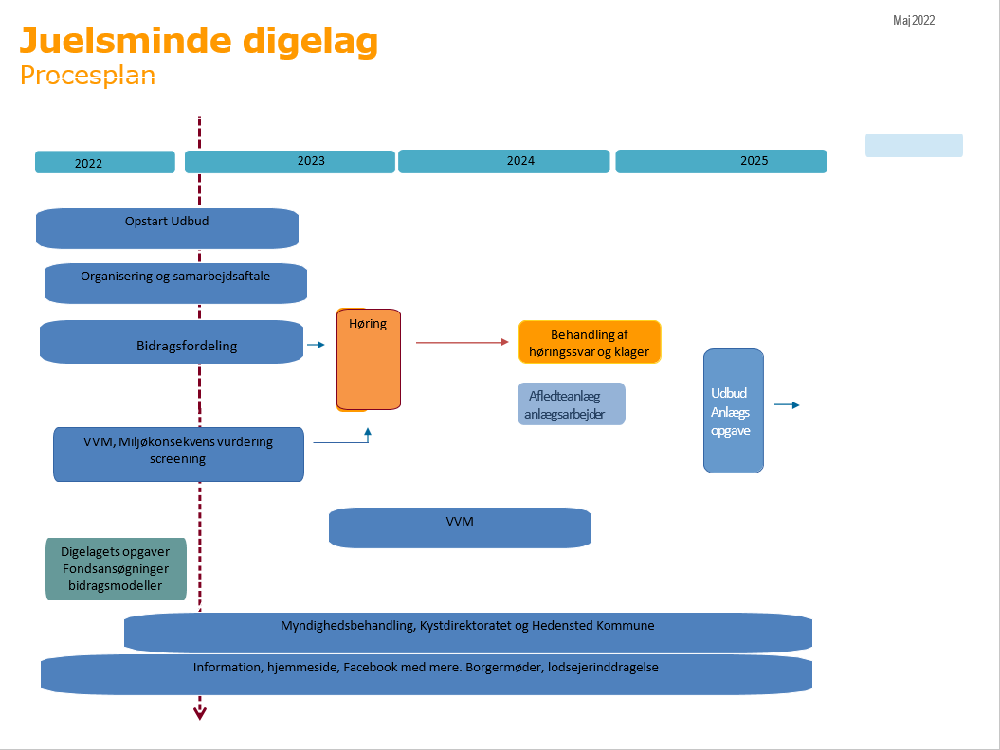 Maj 2022
Juelsminde digelag
Procesplan
2022
2023
2024
2025
Opstart Udbud
Organisering og samarbejdsaftale
Bidragsfordeling
Høring
Behandling af
høringssvar og klager
Afledteanlæg
anlægsarbejder
Udbud
Anlægs
opgave
VVM, Miljøkonsekvens vurdering
screening
VVM
Digelagets opgaver
Fondsansøgninger
bidragsmodeller
Myndighedsbehandling, Kystdirektoratet og Hedensted Kommune
Information, hjemmeside, Facebook med mere. Borgermøder, lodsejerinddragelse